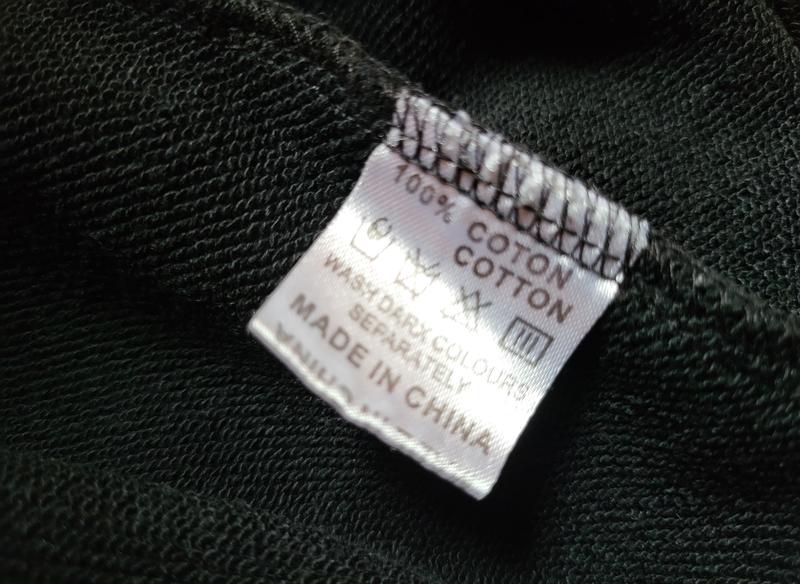 100% COTON
COTTON
WASH DARK COLOURS
SEPARATELY
MADE IN CHINA